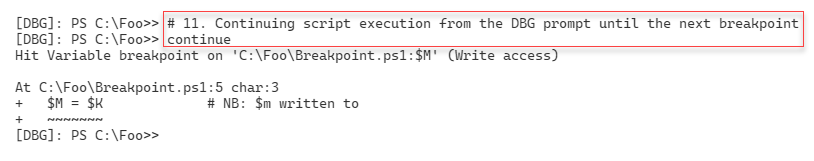 [DBG]: PS C:\Foo>> # 11. Continuing script execution from the DBG prompt until the next breakpoint
[DBG]: PS C:\Foo>> continue
Hit Variable breakpoint on 'C:\Foo\Breakpoint.ps1:$M' (Write access)

At C:\Foo\Breakpoint.ps1:5 char:3
+   $M = $K             # NB: $m written to
+   ~~~~~~~
[DBG]: PS C:\Foo>>